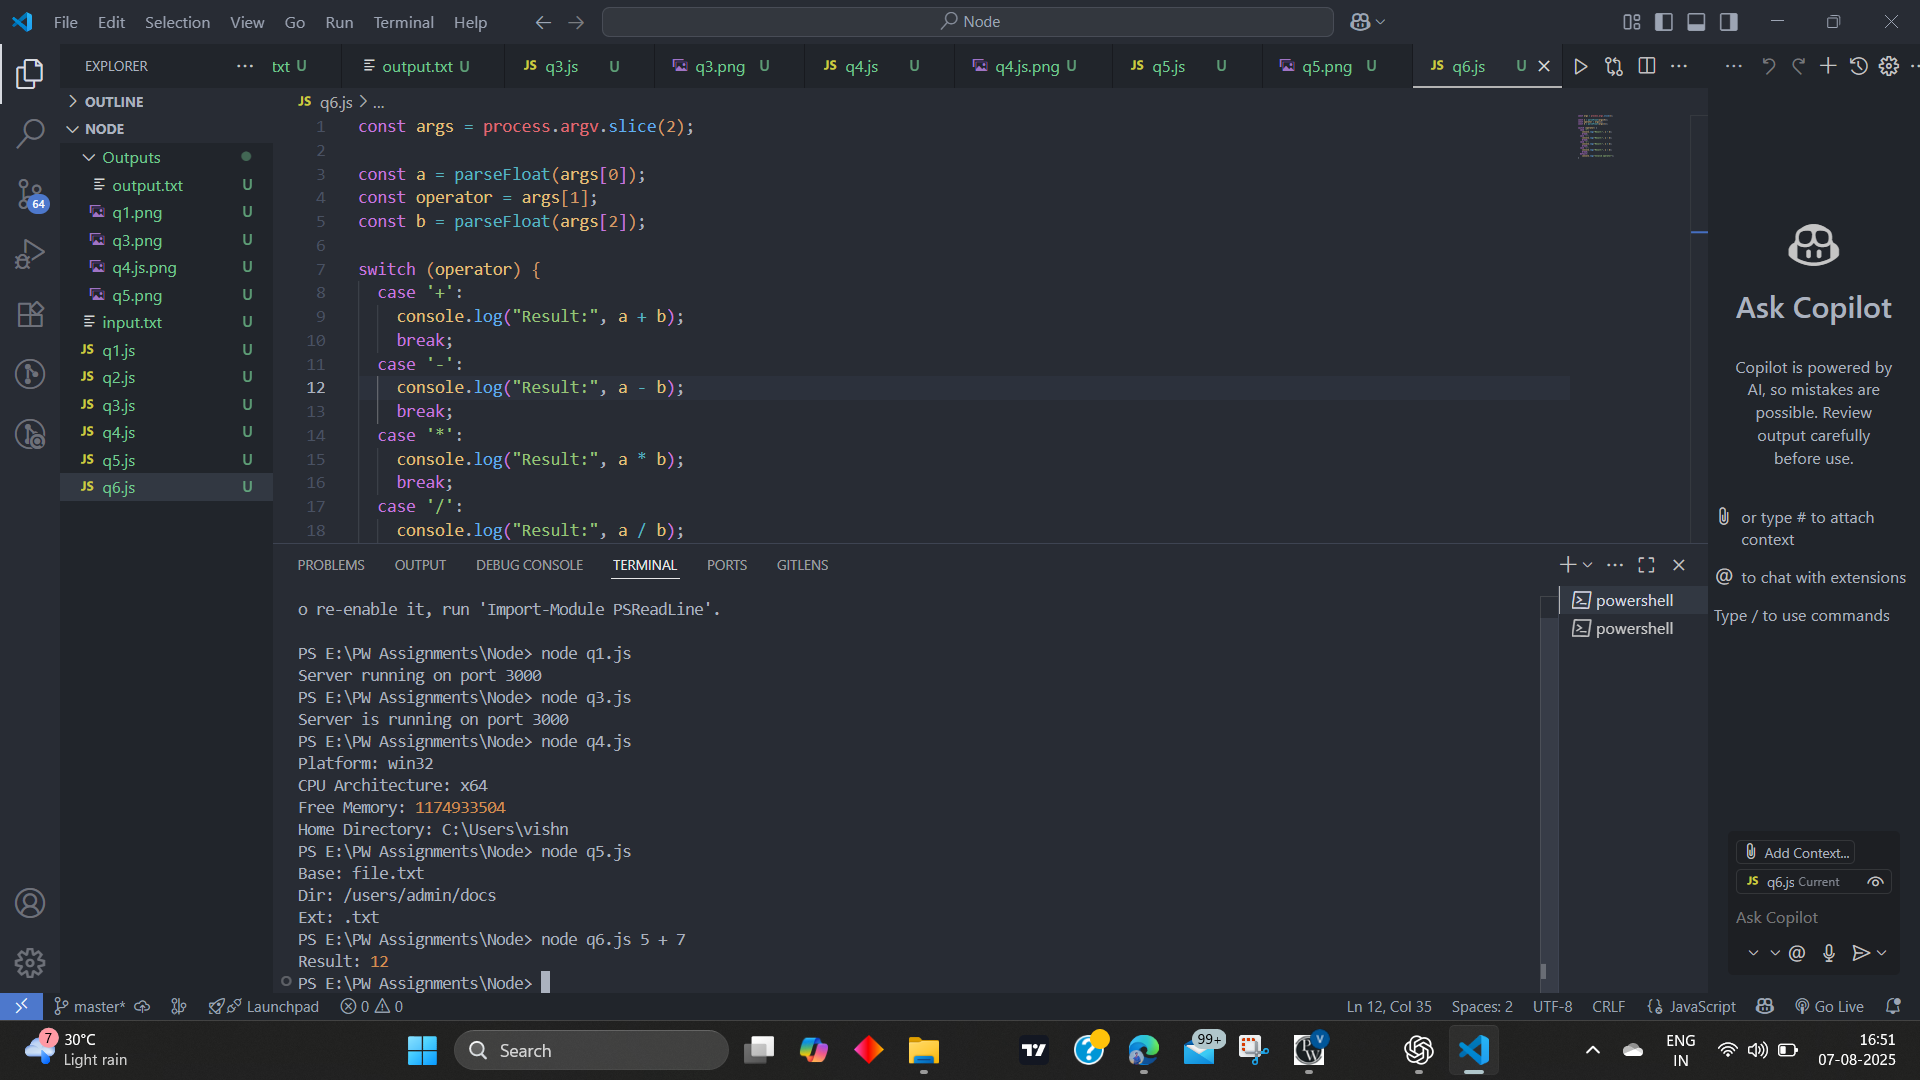 File Edit Selection View Go Run Terminal Help
Node
EXPLORER
txt U
output.txt U
JS q3.js U
q3.png U
JS q4.js U
q4.js.png U
JS q5.js U
q5.png U
JS q6.js U
OUTLINE
NODE
Outputs
output.txt U
q1.png U
q3.png U
q4.js.png U
q5.png U
input.txt U
JS q1.js U
JS q2.js U
JS q3.js U
JS q4.js U
JS q5.js U
JS q6.js U
64
JS q6.js > ...
1 const args = process.argv.slice(2);
2
3 const a = parseFloat(args[0]);
4 const operator = args[1];
5 const b = parseFloat(args[2]);
6
7 switch (operator) {
8 case '+':
9 console.log("Result:", a + b);
10 break;
11 case '-':
12 console.log("Result:", a - b);
13 break;
14 case '*':
15 console.log("Result:", a * b);
16 break;
17 case '/':
18 console.log("Result:", a / b);
PROBLEMS OUTPUT DEBUG CONSOLE TERMINAL PORTS GITLENS
o re-enable it, run 'Import-Module PSReadLine'.
PS E:\PW Assignments\Node> node q1.js
Server running on port 3000
PS E:\PW Assignments\Node> node q3.js
Server is running on port 3000
PS E:\PW Assignments\Node> node q4.js
Platform: win32
CPU Architecture: x64
Free Memory: 1174933504
Home Directory: C:\Users\vishn
PS E:\PW Assignments\Node> node q5.js
Base: file.txt
Dir: /users/admin/docs
Ext: .txt
PS E:\PW Assignments\Node> node q6.js 5 + 7
Result: 12
PS E:\PW Assignments\Node>
powershell
powershell
Ask Copilot
Copilot is powered by
AI, so mistakes are
possible. Review
output carefully
before use.
or type # to attach
context
@ to chat with extensions
Type / to use commands
Add Context...
JS q6.js Current
Ask Copilot
@
master* Launchpad 0 0
Ln 12, Col 35 Spaces: 2 UTF-8 CRLF {} JavaScript Go Live
7
30°C
Light rain
Search
99+
V
ENG
IN
16:51
07-08-2025